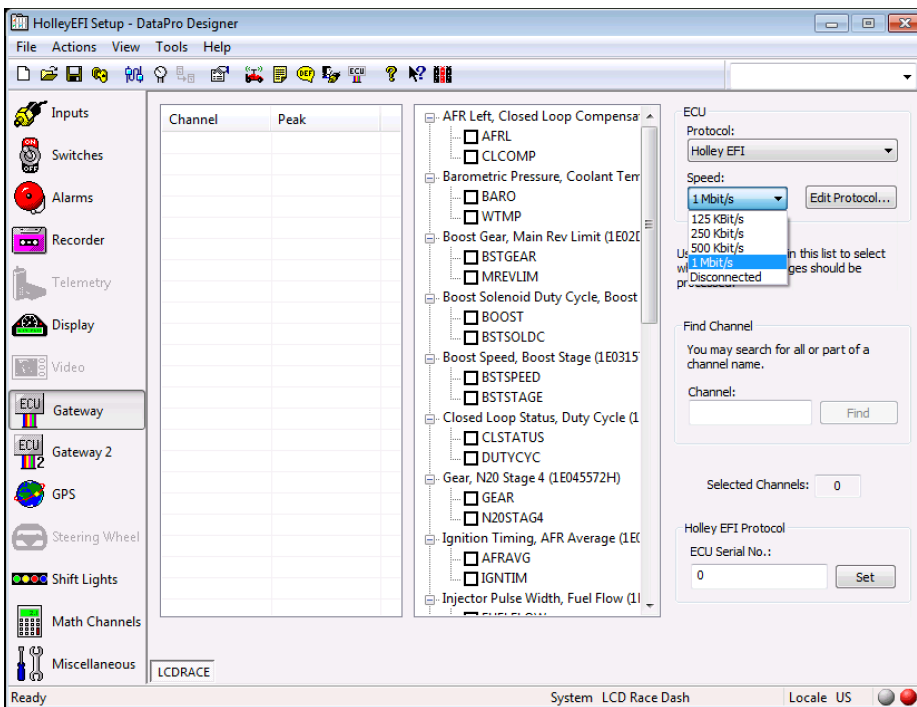 HolleyEFI Setup - DataPro Designer
File Actions View Tools Help
DEF
ECU
Inputs
ON
OFF
Switches
Alarms
Recorder
Telemetry
Display
Video
ECU
Gateway
ECU
2
Gateway 2
GPS
Steering Wheel
Shift Lights
Math Channels
Miscellaneous
Channel Peak
LCDRACE
AFR Left, Closed Loop Compensa
AFRL
CLCOMP
Barometric Pressure, Coolant Tem
BARO
WTMP
Boost Gear, Main Rev Limit (1E02D
BSTGEAR
MREVLIM
Boost Solenoid Duty Cycle, Boost
BOOST
BSTSOLDC
Boost Speed, Boost Stage (1E0315
BSTSPEED
BSTSTAGE
Closed Loop Status, Duty Cycle (1
CLSTATUS
DUTYCYC
Gear, N20 Stage 4 (1E045572H)
GEAR
N20STAG4
Ignition Timing, AFR Average (1E0
AFRAVG
IGNTIM
Injector Pulse Width, Fuel Flow (1
ECU
Protocol:
Holley EFI
Speed:
1 Mbit/s
Edit Protocol...
125 KBit/s
250 Kbit/s
500 Kbit/s
1 Mbit/s
Disconnected
in this list to select
ges should be
Find Channel
You may search for all or part of a
channel name.
Channel:
Find
Selected Channels: 0
Holley EFI Protocol
ECU Serial No.:
0
Set
Ready
System LCD Race Dash
Locale US